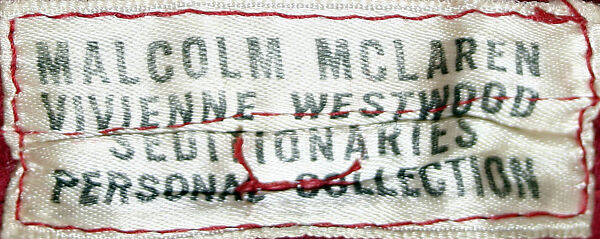 MALCOLM MCLAREN
VIVIENNE WESTWOOD
SEDITIONARIES
PERSONAL COLLECTION